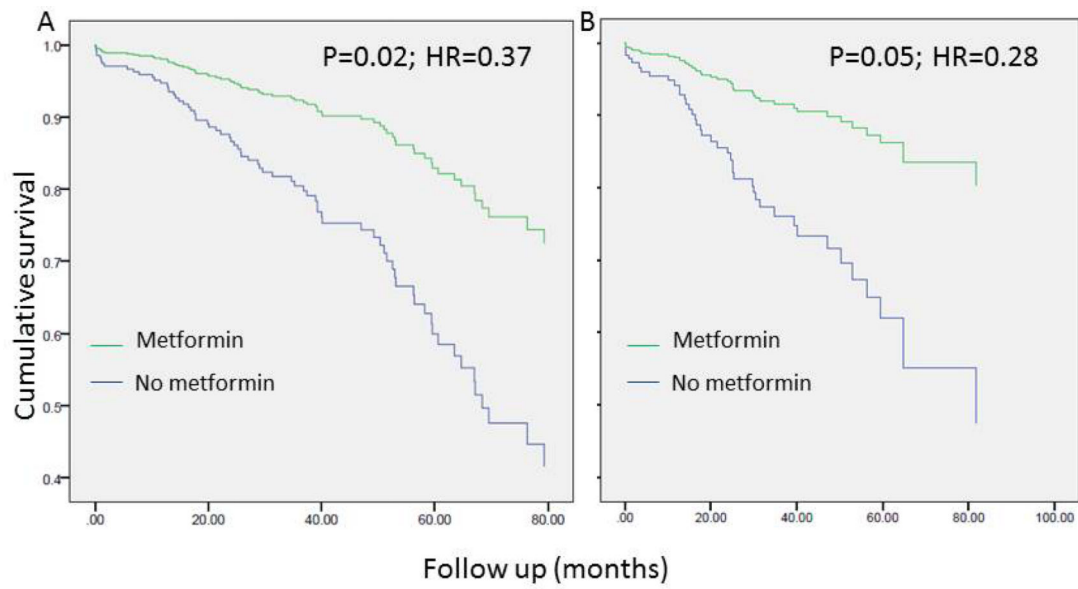 A
P=0.02; HR=0.37
1.0
0.9
0.8
0.7
0.6
0.5
0.4
Cumulative survival
Metformin
No metformin
.00
20.00
40.00
60.00
80.00
B
P=0.05; HR=0.28
Metformin
No metformin
.00
20.00
40.00
60.00
80.00
100.00
Follow up (months)